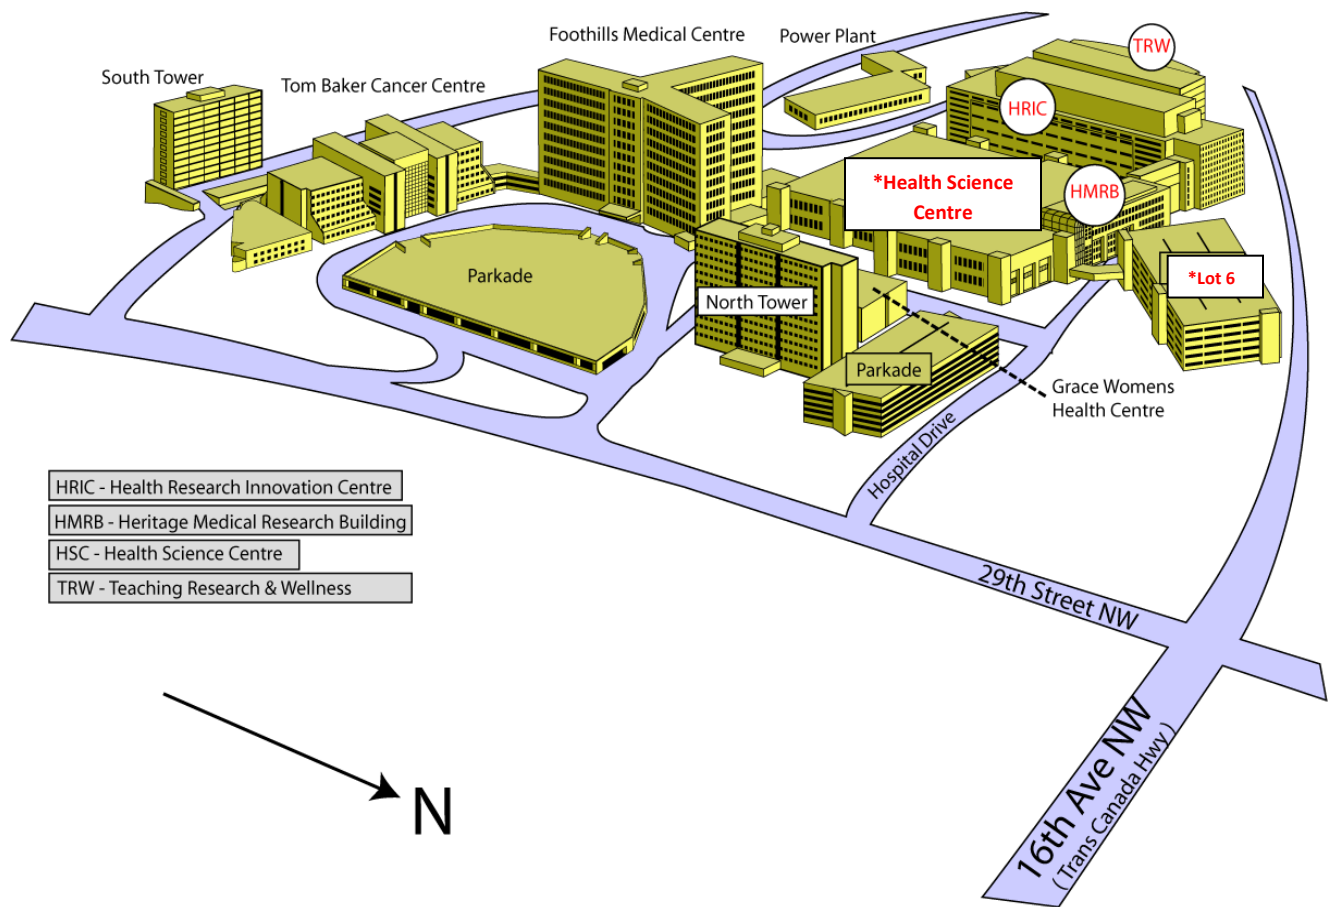 Foothills Medical Centre
Power Plant
TRW
South Tower
Tom Baker Cancer Centre
HRIC
*Health Science
Centre
HMRB
Parkade
*Lot 6
North Tower
Parkade
Grace Womens
Health Centre
Hospital Drive
HRIC - Health Research Innovation Centre
HMRB - Heritage Medical Research Building
HSC - Health Science Centre
TRW - Teaching Research & Wellness
29th Street NW
16th Ave NW
( Trans Canada Hwy )
N